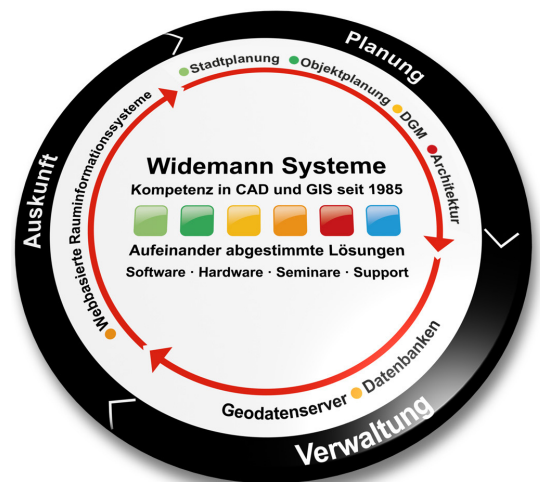 Planung
Stadtplanung
Objektplanung
DGM
Architektur
Auskunft
Webbasierte Rauminformationssysteme
Widemann Systeme
Kompetenz in CAD und GIS seit 1985
Aufeinander abgestimmte Lösungen
Software · Hardware · Seminare · Support
Geodatenserver
Datenbanken
Verwaltung